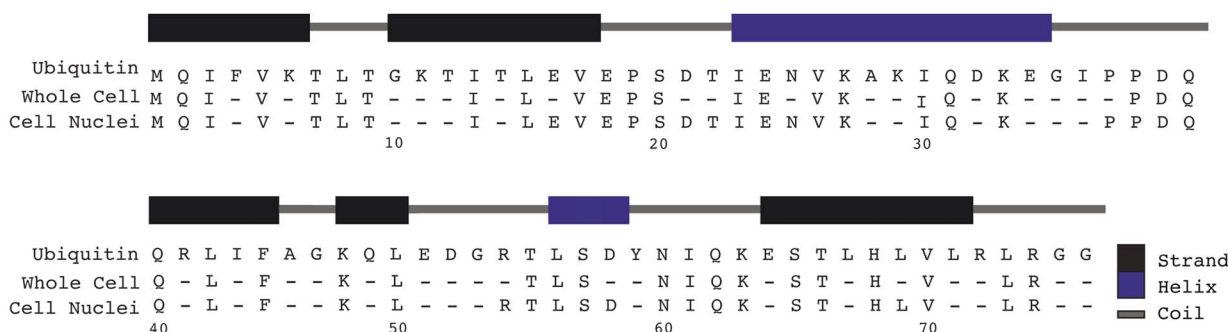 Ubiquitin M Q I F V K T L T G K T I T L E V E P S D T I E N V K A K I Q D K E G I P P D Q
Whole Cell M Q I - V - T L T - - - I - L - V E P S - - I E - V K - - I Q - K - - - - P D Q
Cell Nuclei M Q I - V - T L T - - - I - L E V E P S D T I E N V K - - I Q - K - - - P P D Q
10 20 30
Ubiquitin Q R L I F A G K Q L E D G R T L S D Y N I Q K E S T L H L V L R L R G G
Whole Cell Q - L - F - - K - L - - - - T L S - - N I Q K - S T - H - V - - L R - -
Cell Nuclei Q - L - F - - K - L - - - R T L S D - N I Q K - S T - H L V - - L R - -
40 50 60 70
Strand
Helix
Coil